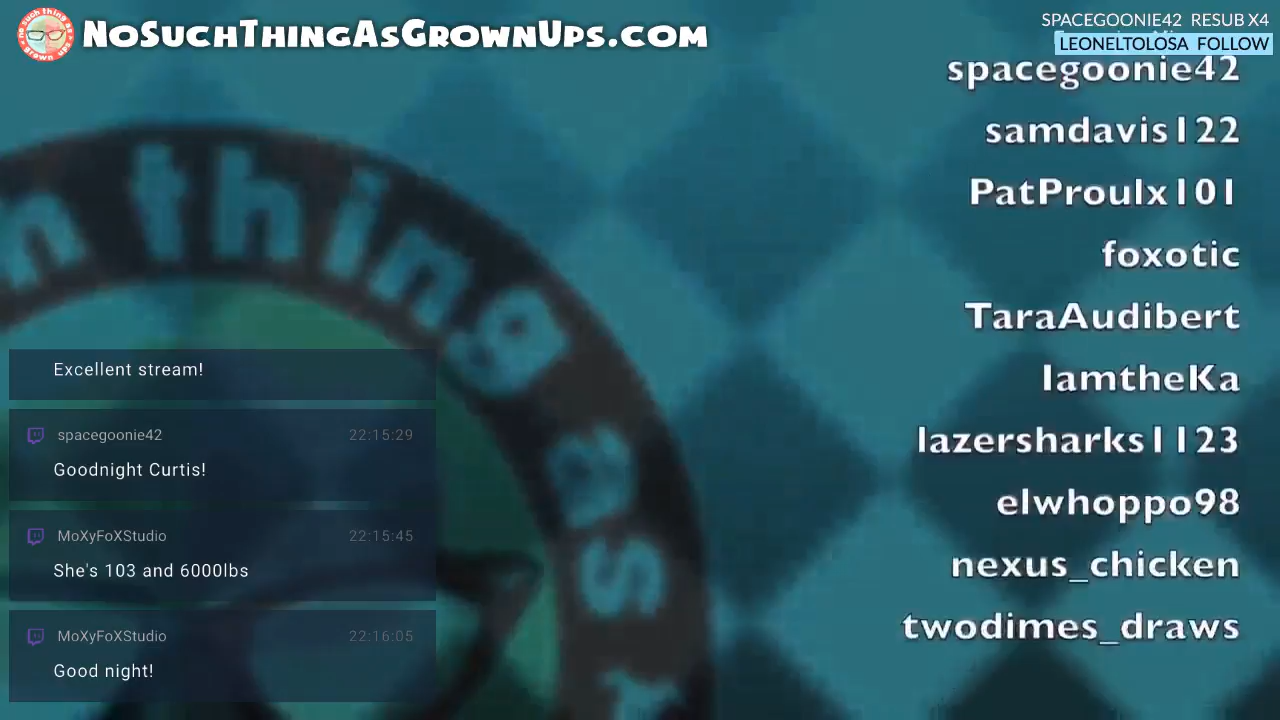 NoSuchThingAsGrownUps.com
SPACEGOONIE42 RESUB X4
LEONELTOLOSA FOLLOW
spacegoonie42
samdavis122
PatProulx101
foxotic
TaraAudibert
IamtheKa
lazersharks1123
elwhoppo98
nexus_chicken
twodimes_draws
thing as
Excellent stream!
spacegoonie42 22:15:29
Goodnight Curtis!
MoXyFoXStudio 22:15:45
She's 103 and 6000lbs
MoXyFoXStudio 22:16:05
Good night!